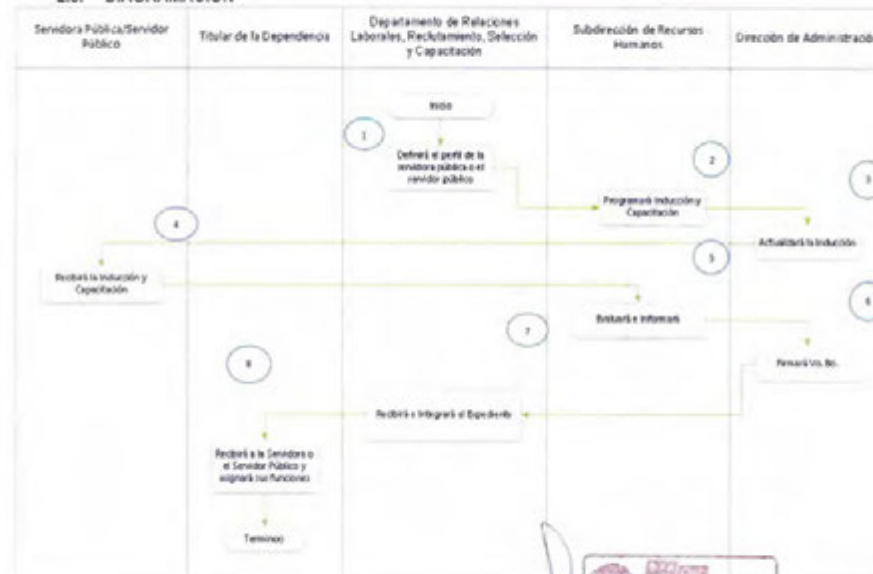 DIAGRAMACIÓN
Servidora Pública/Servidor
Público
Titular de la Dependencia
Departamento de Relaciones
Laborales, Reclutamiento, Selección
y Capacitación
Subdirección de Recursos
Humanos
Dirección de Administració
Inicio
1
Definirá el perfil de la
servidora pública o el
servidor público
2
Programará Inducción y
Capacitación
3
Actualizará la Inducción
4
Recibirá la Inducción y
Capacitación
5
Evaluará e Informará
6
Firmará Vo. Bo.
7
Recibirá e Integrará al Expediente
8
Recibirá a la Servidora o
el Servidor Público y
asignará sus funciones
Termino